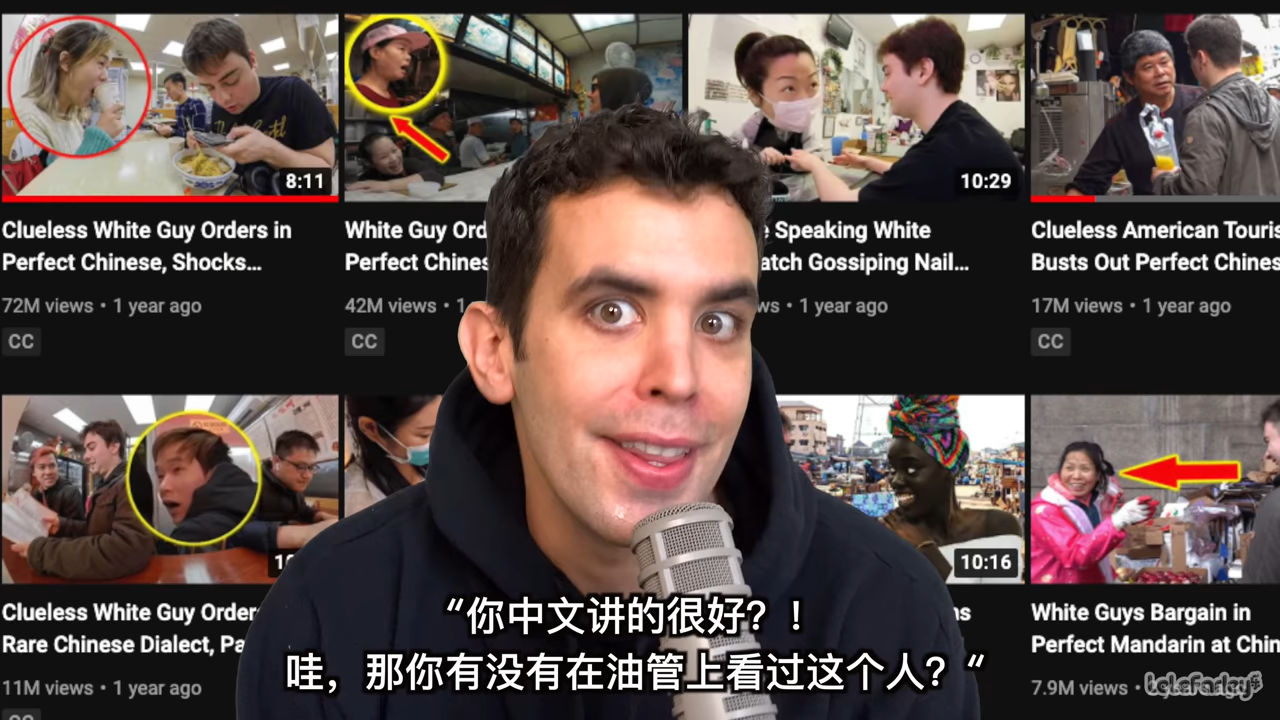 8:11
10:29
Clueless White Guy Orders in
Perfect Chinese, Shocks...
72M views • 1 year ago
CC
White Guy Ord
Perfect Chines
42M views • 1
CC
Speaking White
atch Gossiping Nail...
ws • 1 year ago
Clueless American Touris
Busts Out Perfect Chines
17M views • 1 year ago
CC
10
10:16
Clueless White Guy Order
Rare Chinese Dialect, Pa
11M views • 1 year ago
CC
ns
White Guys Bargain in
Perfect Mandarin at Chin
7.9M views •
“你中文讲的很好？！
哇，那你有没有在油管上看过这个人？“